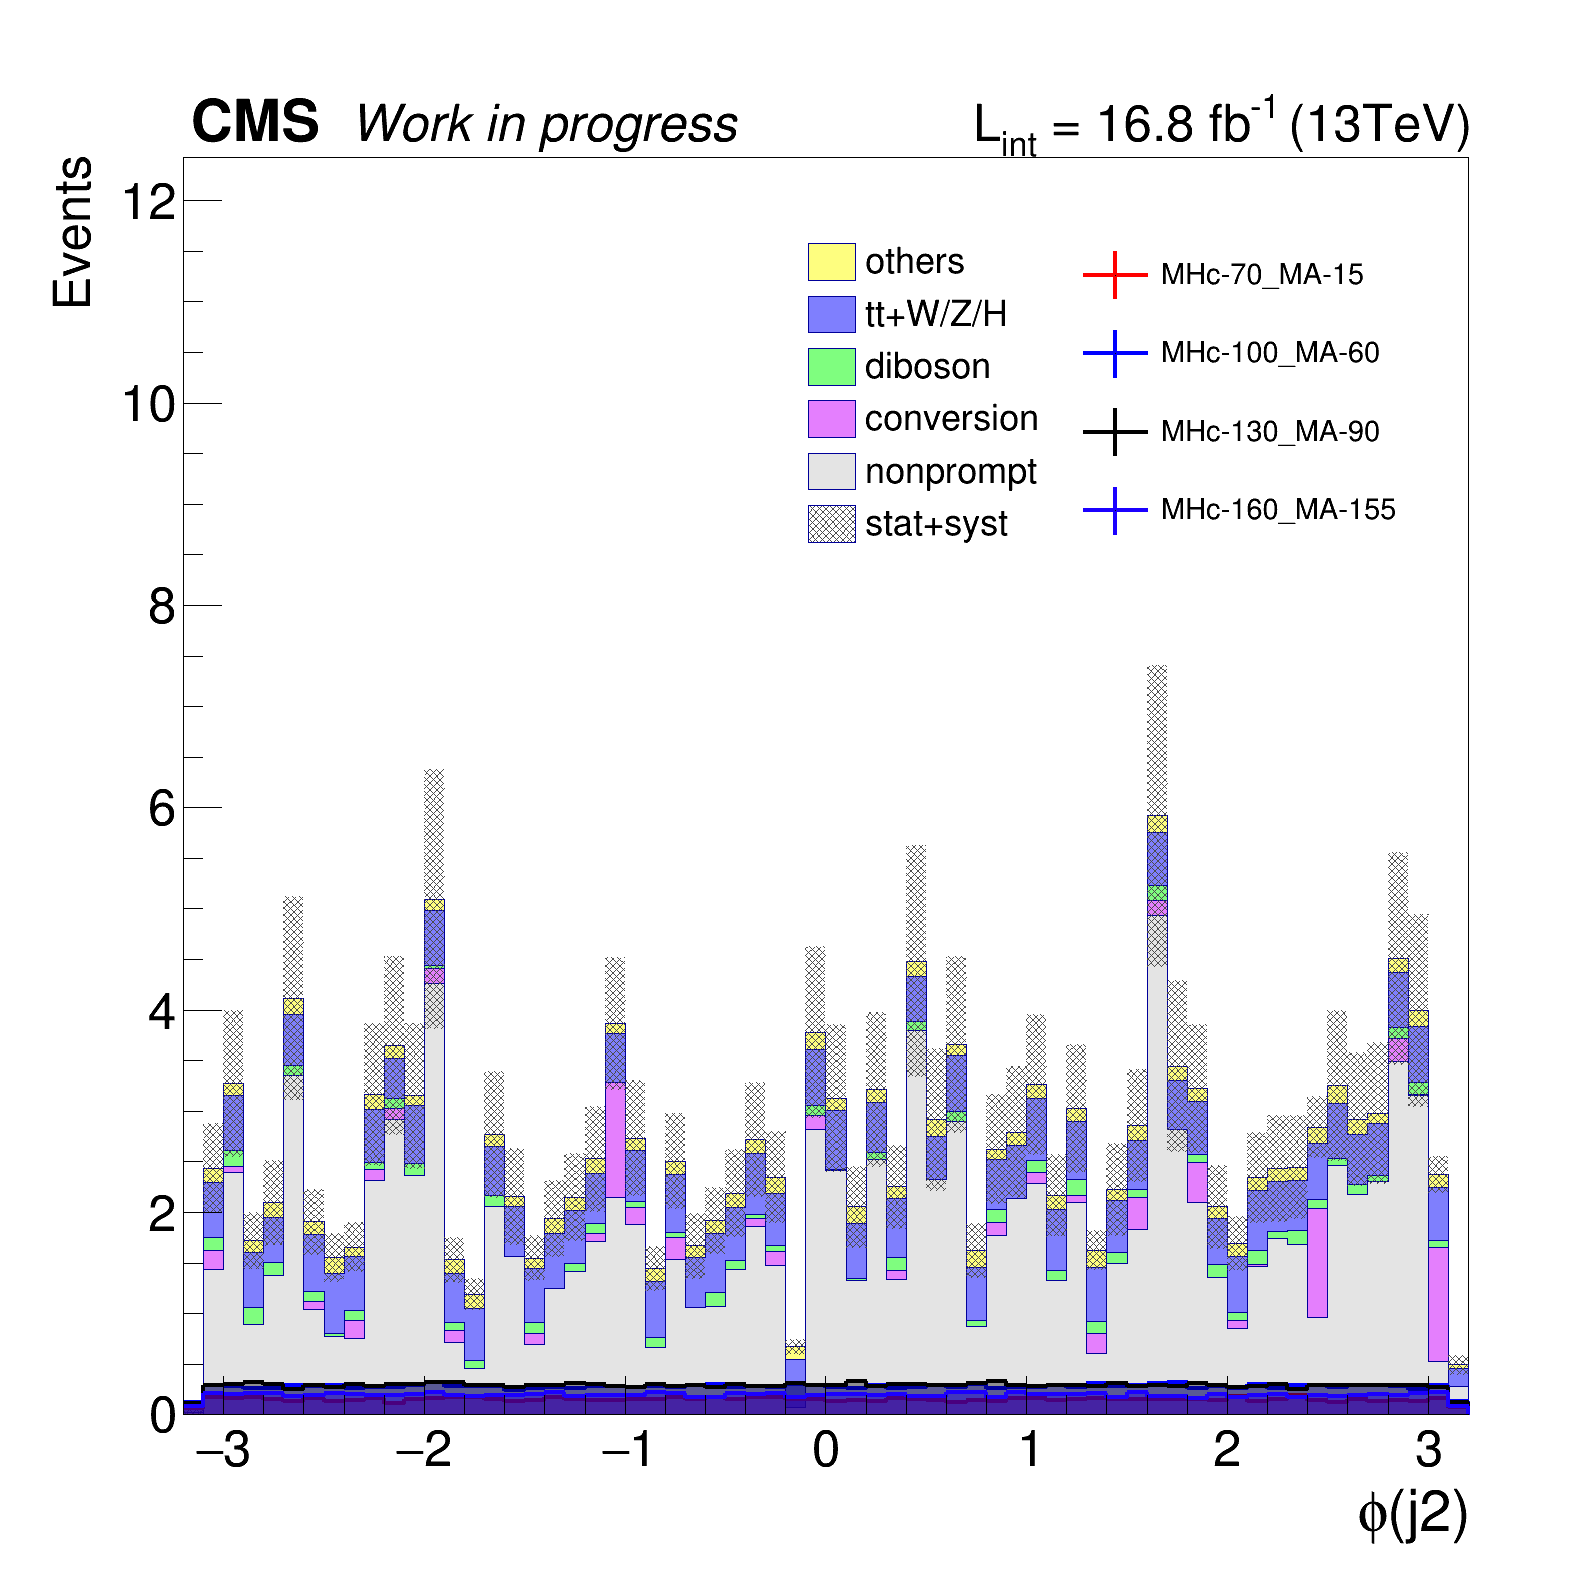 CMS Work in progress
L_int = 16.8 fb^-1 (13TeV)
Events
12
10
8
6
4
2
0
others
tt+W/Z/H
diboson
conversion
nonprompt
stat+syst
MHc-70_MA-15
MHc-100_MA-60
MHc-130_MA-90
MHc-160_MA-155
−3 −2 −1 0 1 2 3
ϕ(j2)